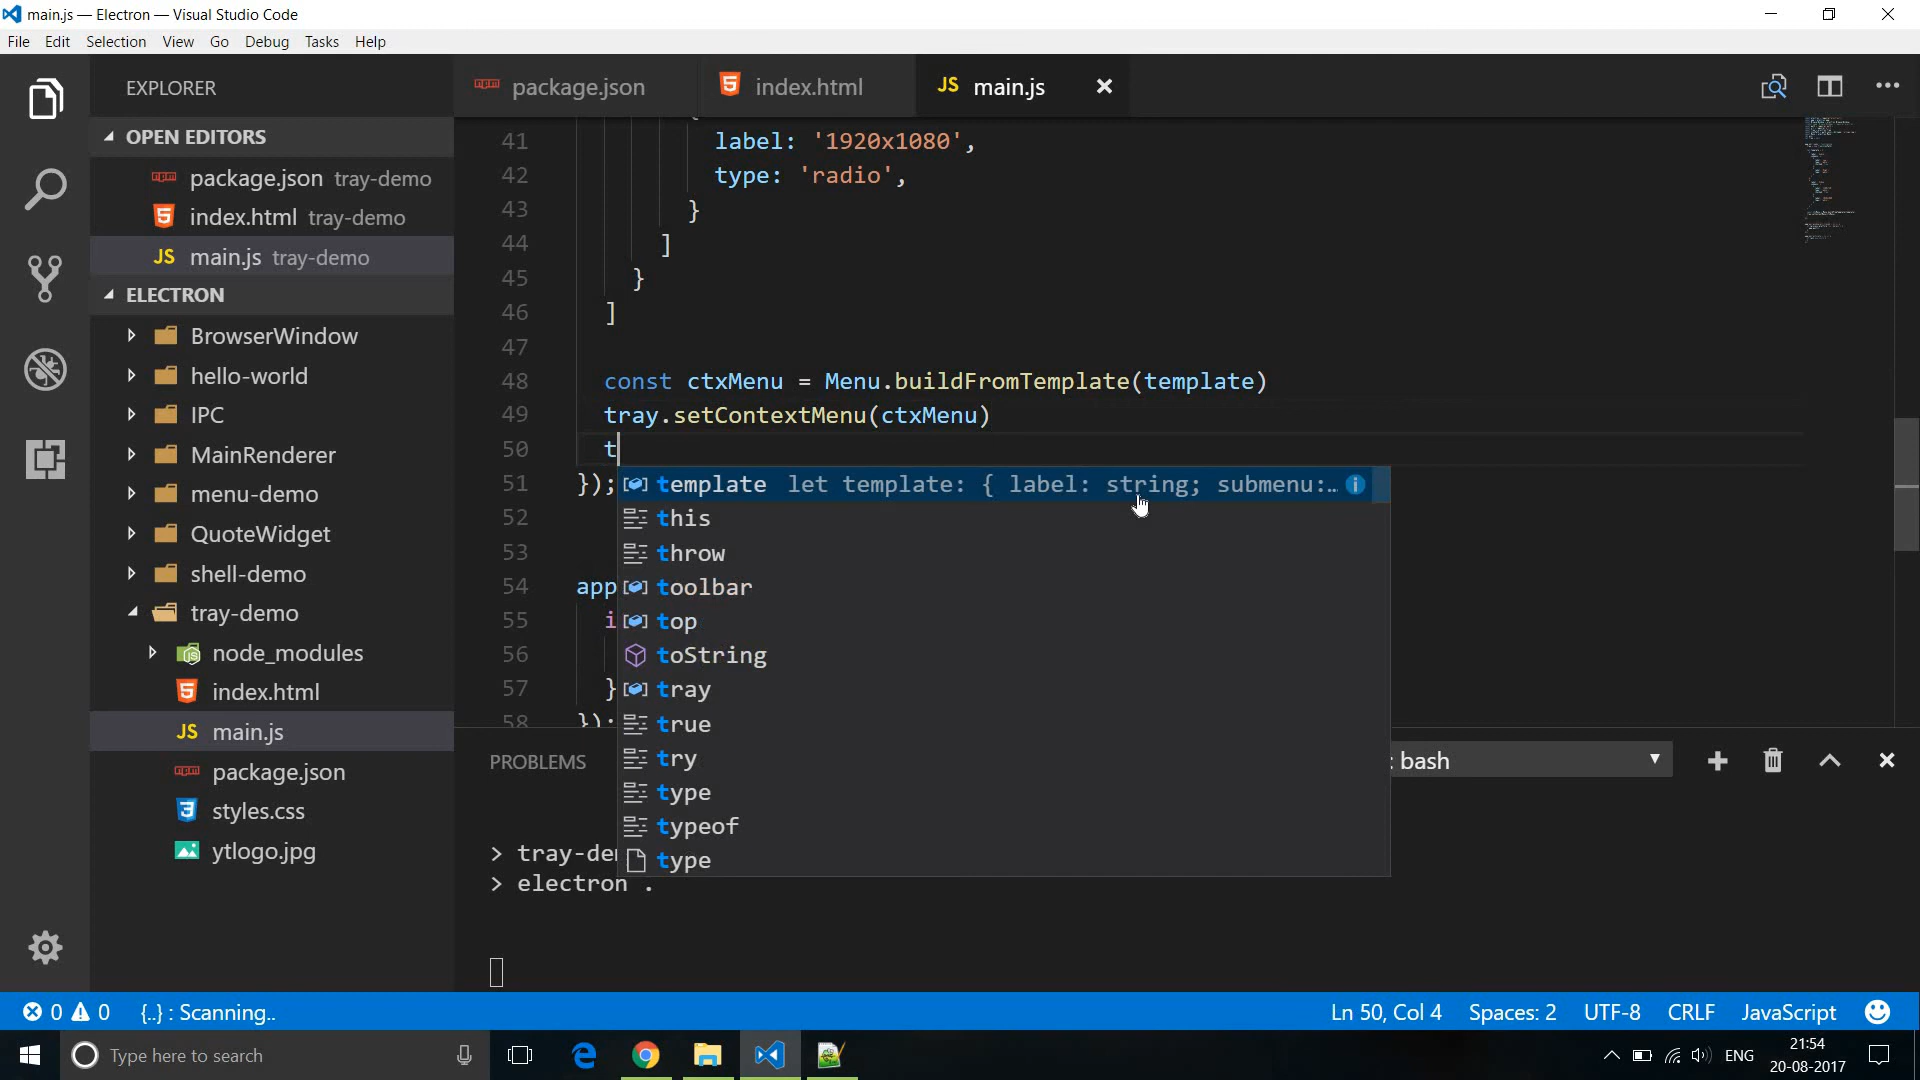 main.js — Electron — Visual Studio Code
File Edit Selection View Go Debug Tasks Help
EXPLORER
OPEN EDITORS
package.json tray-demo
index.html tray-demo
JS main.js tray-demo
ELECTRON
BrowserWindow
hello-world
IPC
MainRenderer
menu-demo
QuoteWidget
shell-demo
tray-demo
node_modules
index.html
JS main.js
package.json
styles.css
ytlogo.jpg
package.json index.html JS main.js
41 label: '1920x1080',
42 type: 'radio',
43 }
44 ]
45 }
46 ]
47
48 const ctxMenu = Menu.buildFromTemplate(template)
49 tray.setContextMenu(ctxMenu)
50 t
51 });
52
53
54 app
55 i
56
57 }
58 });
template let template: { label: string; submenu:…
this
throw
toolbar
top
toString
tray
true
try
type
typeof
type
PROBLEMS
: bash
> tray-de
> electron .
0 0 {..} : Scanning..
Ln 50, Col 4 Spaces: 2 UTF-8 CRLF JavaScript
Type here to search
ENG
21:54
20-08-2017